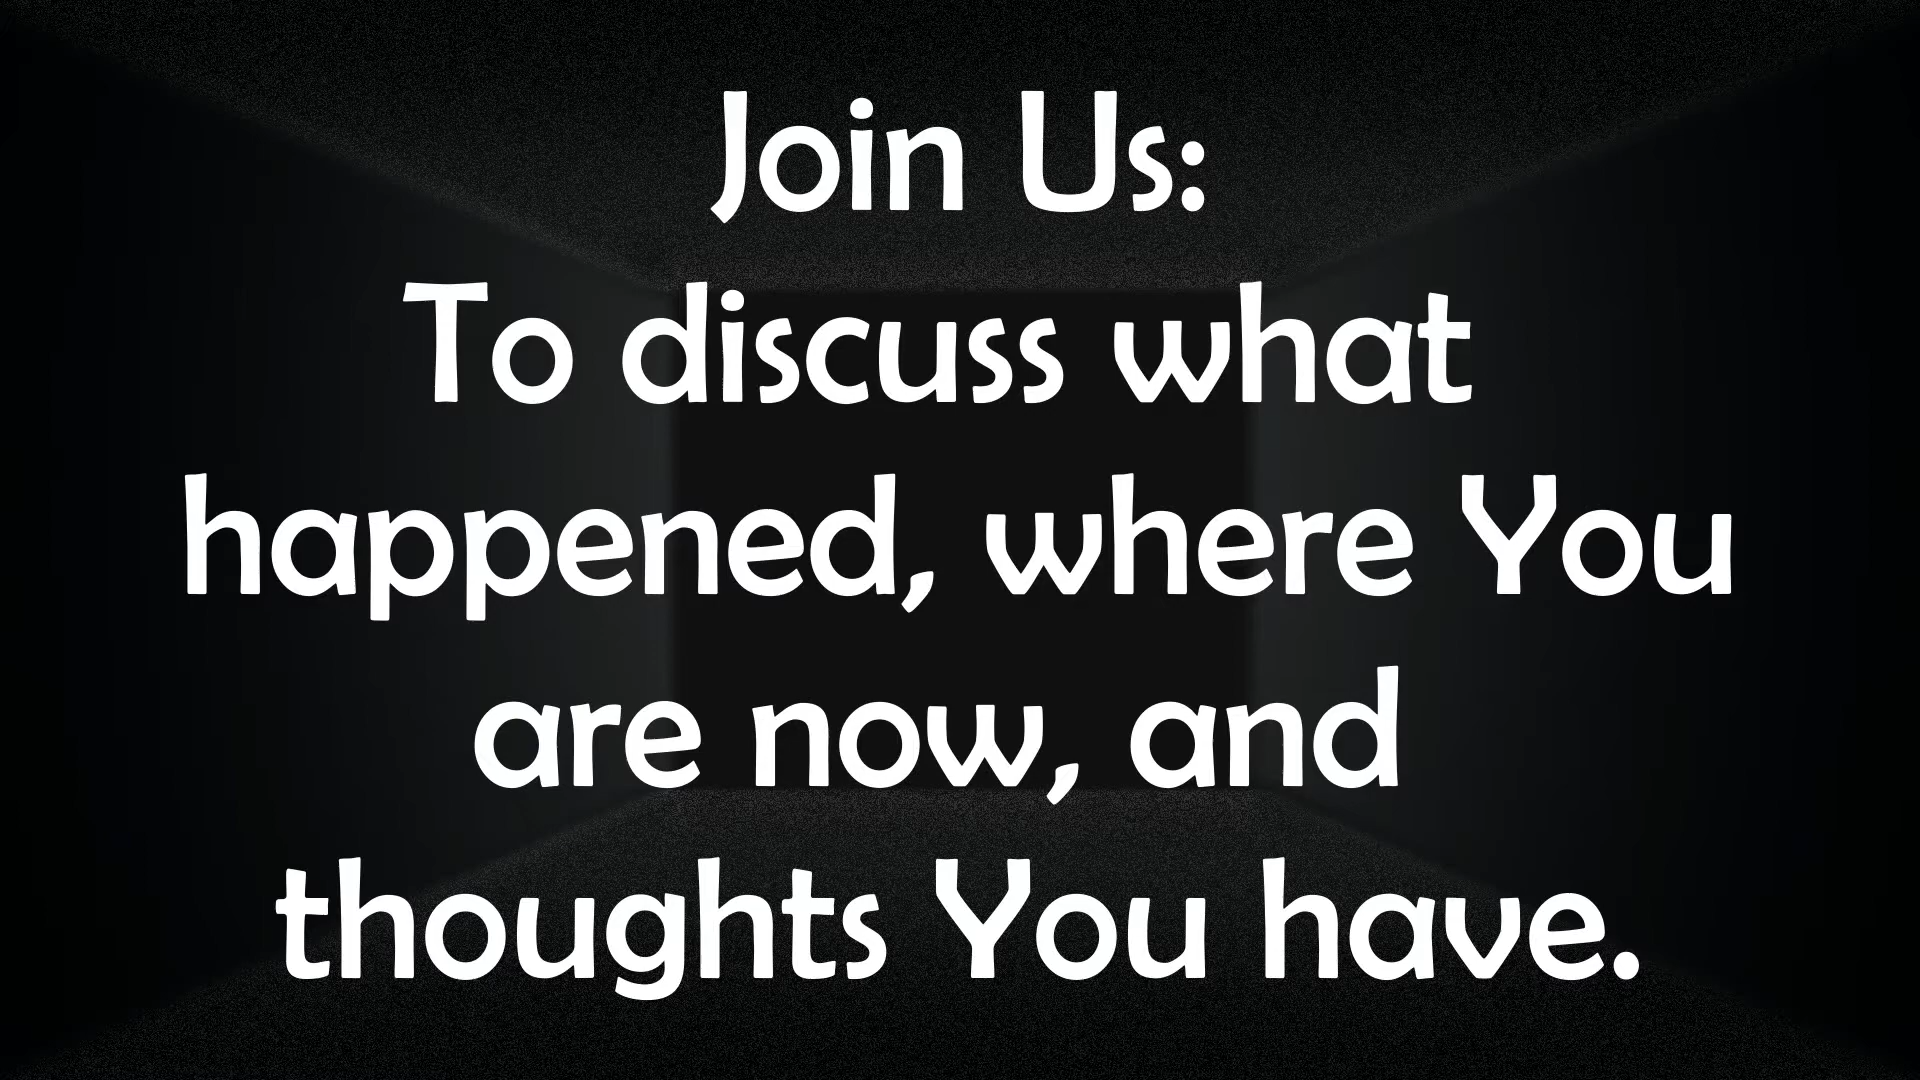 Join Us:
To discuss what
happened, where You
are now, and
thoughts You have.